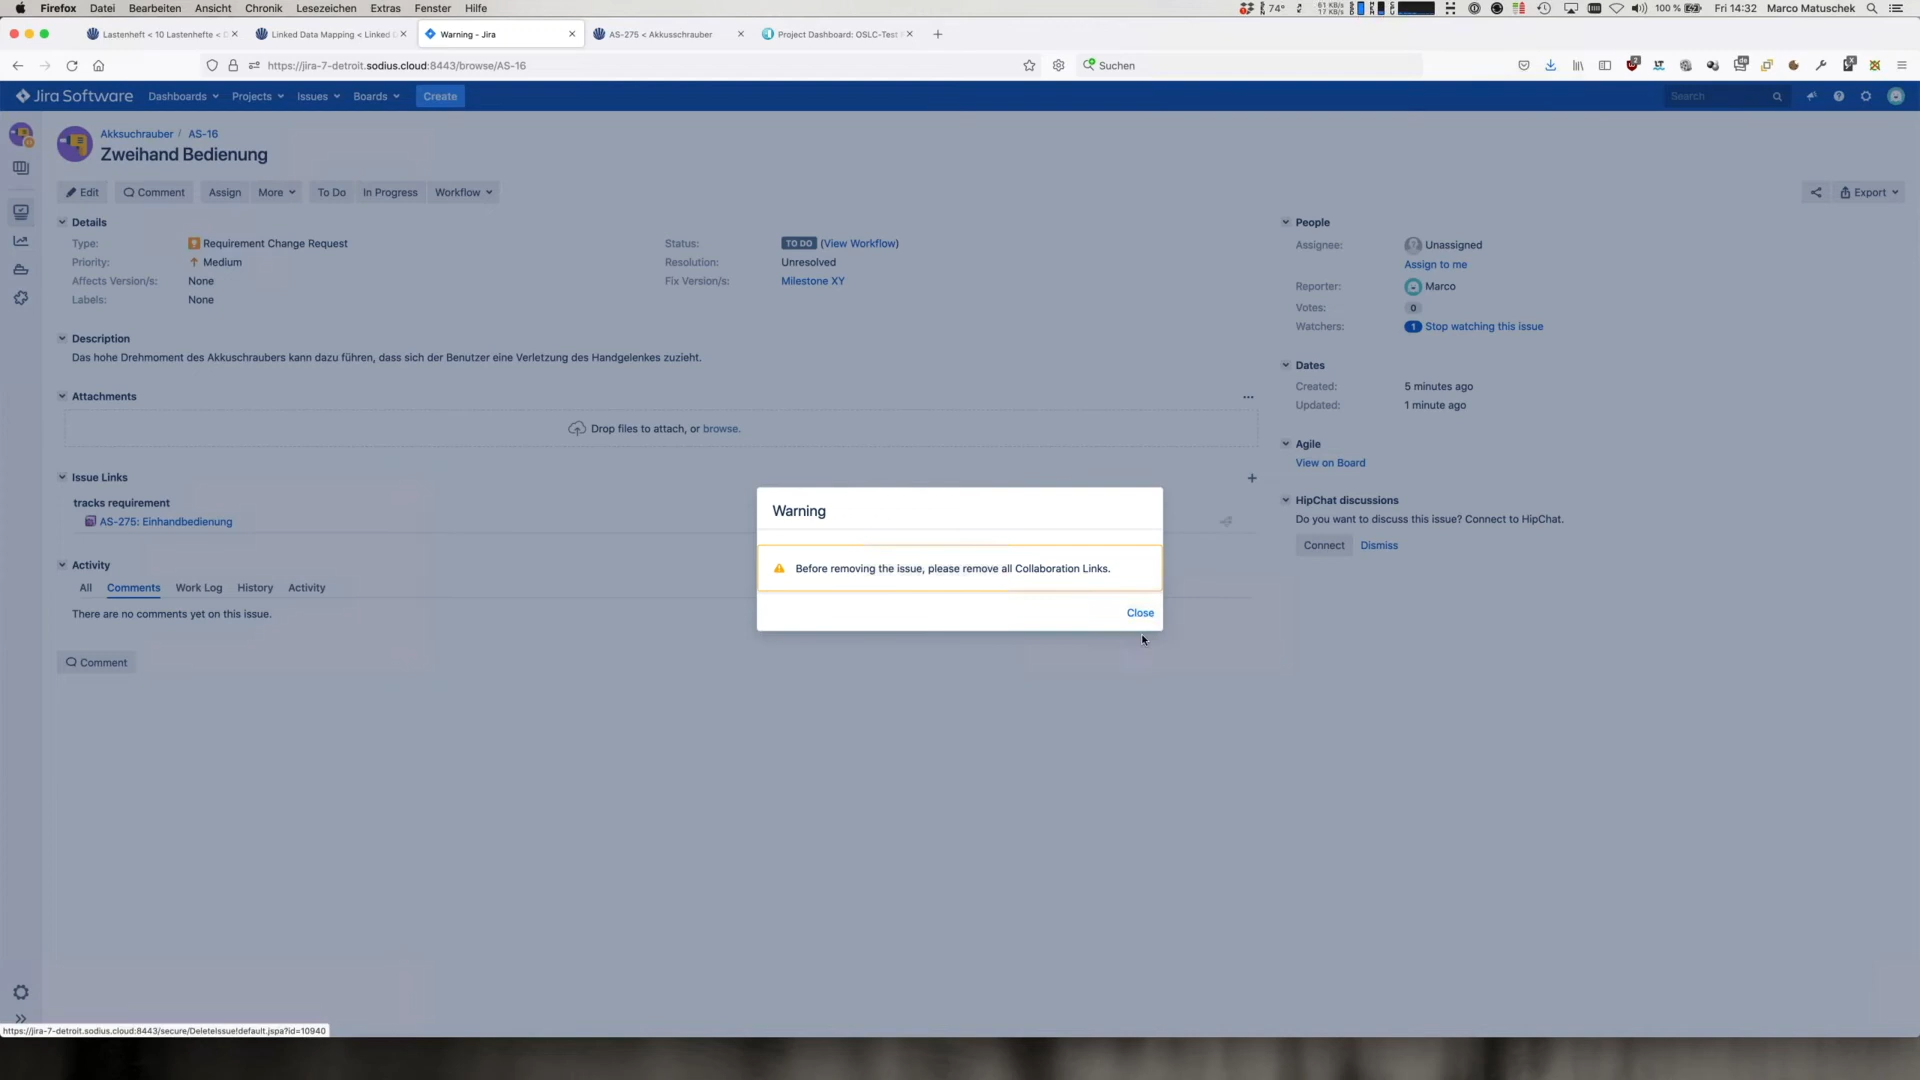 Firefox Datei Bearbeiten Ansicht Chronik Lesezeichen Extras Fenster Hilfe 74° 61 KB/s 17 KB/s 100 % Fri 14:32 Marco Matuschek
Lastenheft < 10 Lastenhefte < Linked Data Mapping < Linked Warning - Jira AS-275 < Akkusschrauber Project Dashboard: OSLC-Test
https://jira-7-detroit.sodius.cloud:8443/browse/AS-16 Suchen
Jira Software Dashboards Projects Issues Boards Create Search
Akksuchrauber / AS-16
Zweihand Bedienung
Edit Comment Assign More To Do In Progress Workflow Export
Details People
Type: Requirement Change Request Status: TO DO (View Workflow) Assignee: Unassigned
Priority: Medium Resolution: Unresolved Assign to me
Affects Version/s: None Fix Version/s: Milestone XY Reporter: Marco
Labels: None Votes: 0
Watchers: 1 Stop watching this issue
Description
Das hohe Drehmoment des Akkuschraubers kann dazu führen, dass sich der Benutzer eine Verletzung des Handgelenkes zuzieht.
Dates
Created: 5 minutes ago
Updated: 1 minute ago
Attachments
Drop files to attach, or browse.
Agile
View on Board
Issue Links
tracks requirement
AS-275: Einhandbedienung
HipChat discussions
Do you want to discuss this issue? Connect to HipChat.
Connect Dismiss
Warning
Before removing the issue, please remove all Collaboration Links.
Close
Activity
All Comments Work Log History Activity
There are no comments yet on this issue.
Comment
https://jira-7-detroit.sodius.cloud:8443/secure/DeleteIssue!default.jspa?id=10940